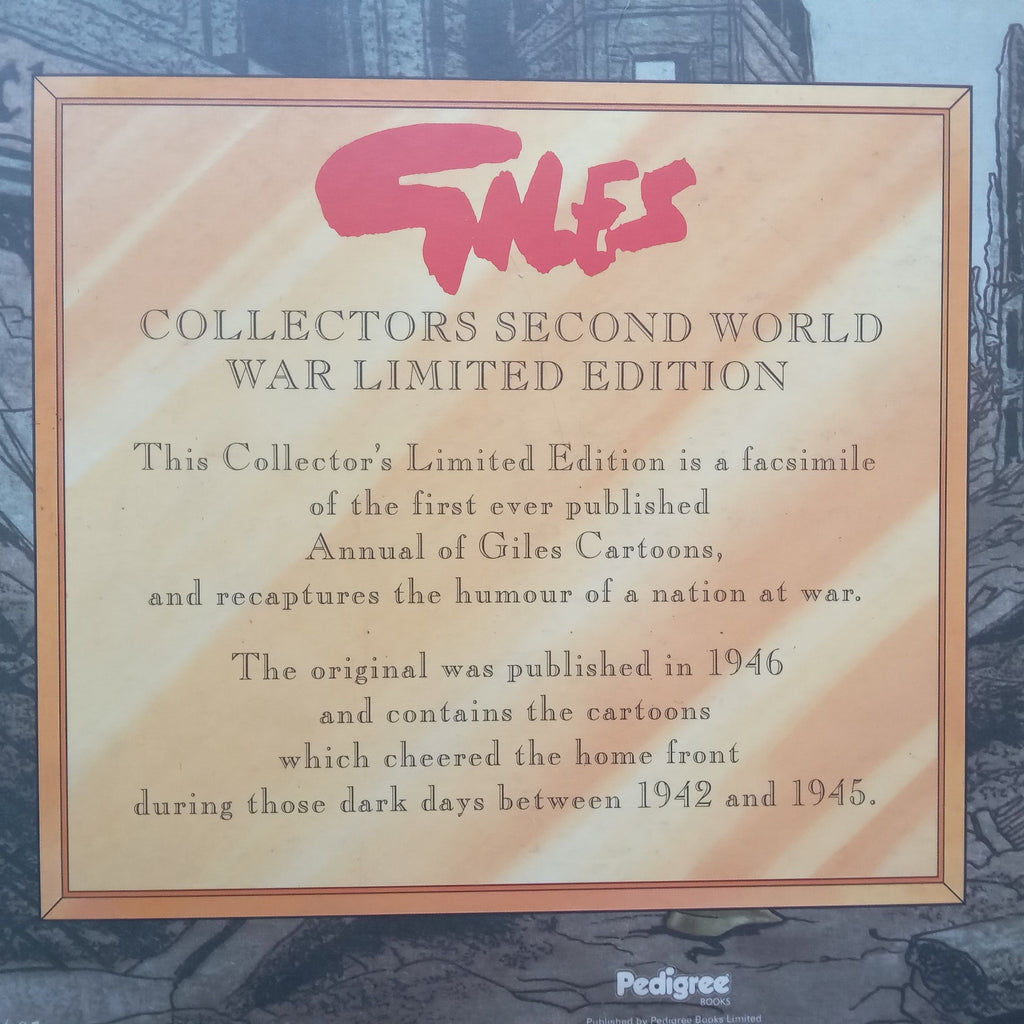 GILES
COLLECTORS SECOND WORLD
WAR LIMITED EDITION
This Collector's Limited Edition is a facsimile
of the first ever published
Annual of Giles Cartoons,
and recaptures the humour of a nation at war.
The original was published in 1946
and contains the cartoons
which cheered the home front
during those dark days between 1942 and 1945.
Pedigree
BOOKS
Published by Pedigree Books Limited